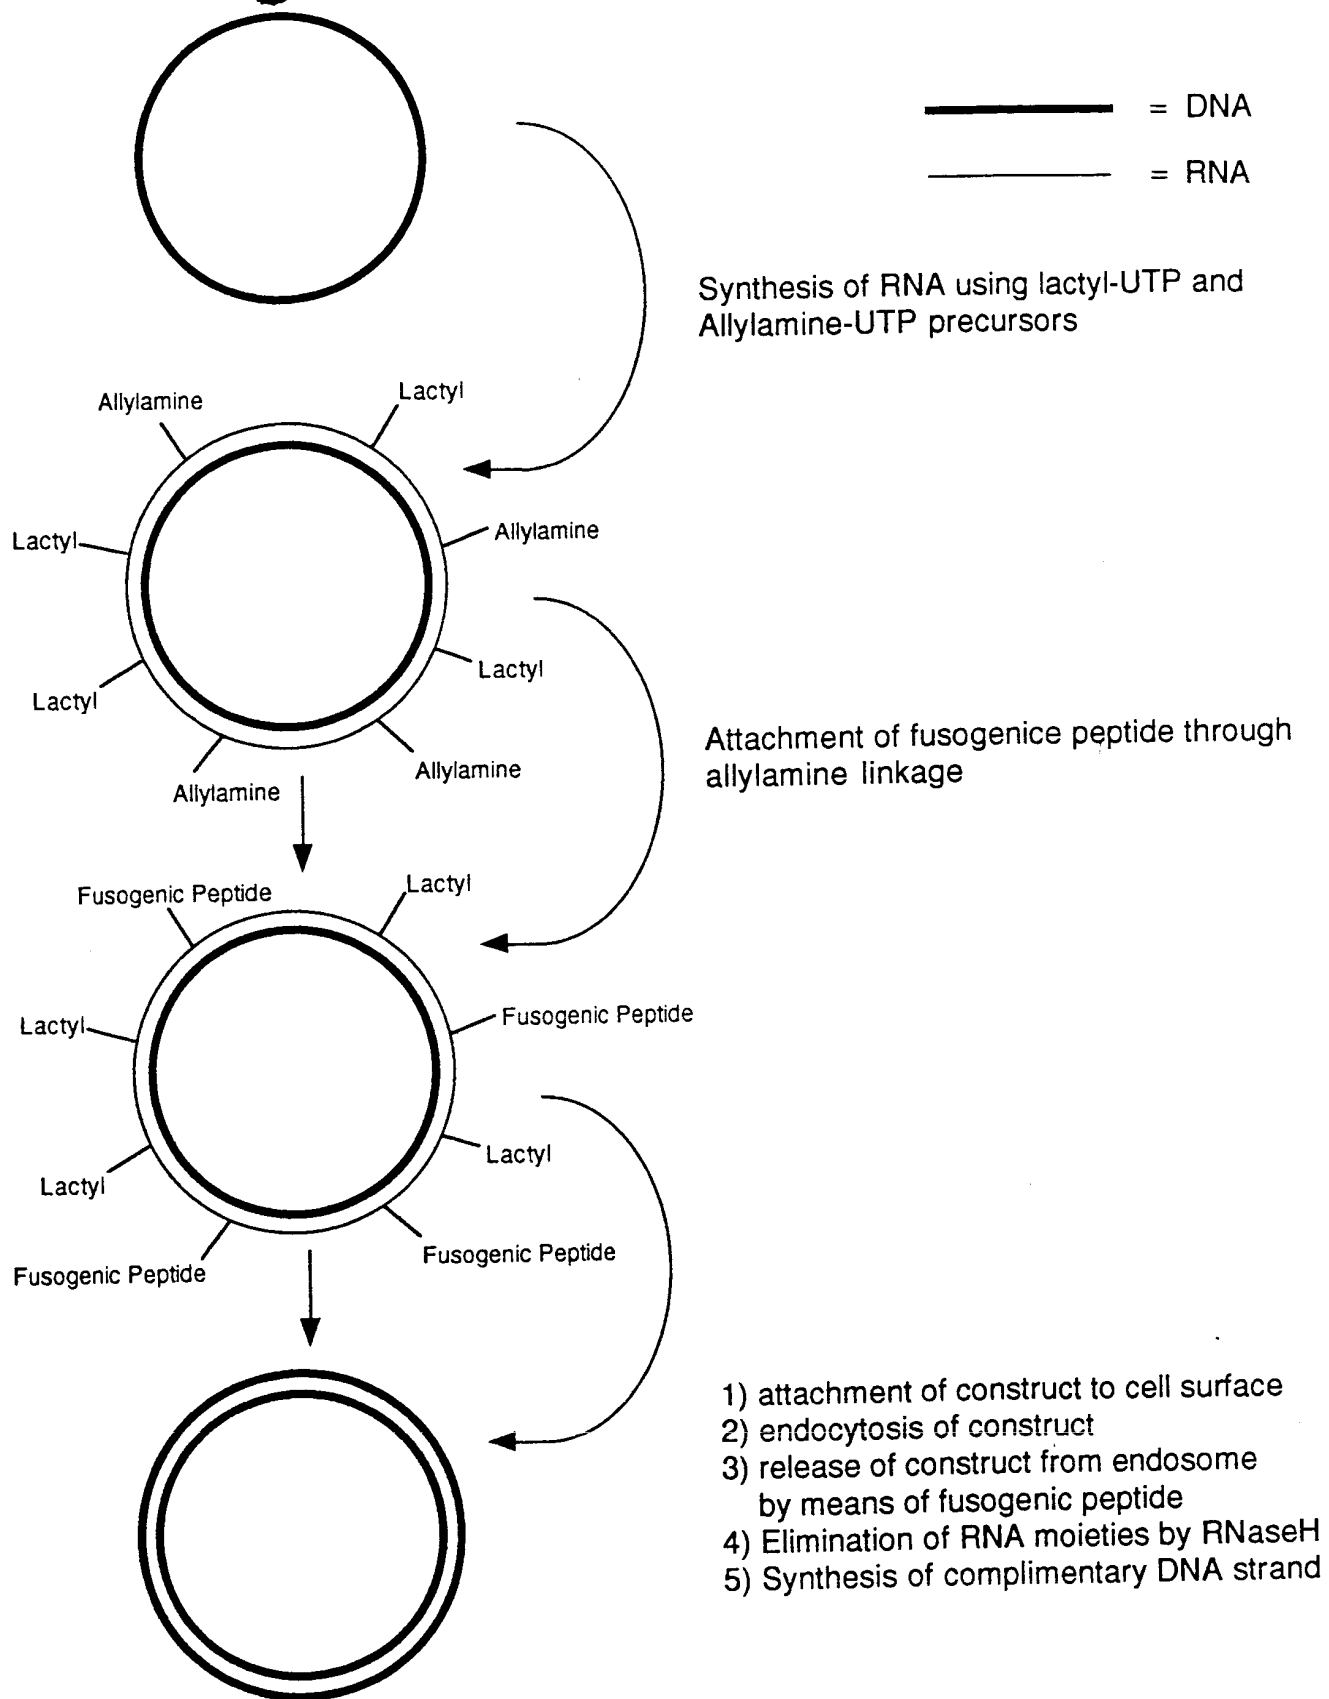 = DNA
= RNA
Synthesis of RNA using lactyl-UTP and
Allylamine-UTP precursors
Allylamine
Lactyl
Lactyl
Allylamine
Lactyl
Lactyl
Allylamine
Allylamine
Attachment of fusogenice peptide through
allylamine linkage
Fusogenic Peptide
Lactyl
Lactyl
Fusogenic Peptide
Lactyl
Lactyl
Fusogenic Peptide
Fusogenic Peptide
1) attachment of construct to cell surface
2) endocytosis of construct
3) release of construct from endosome
by means of fusogenic peptide
4) Elimination of RNA moieties by RNaseH
5) Synthesis of complimentary DNA strand